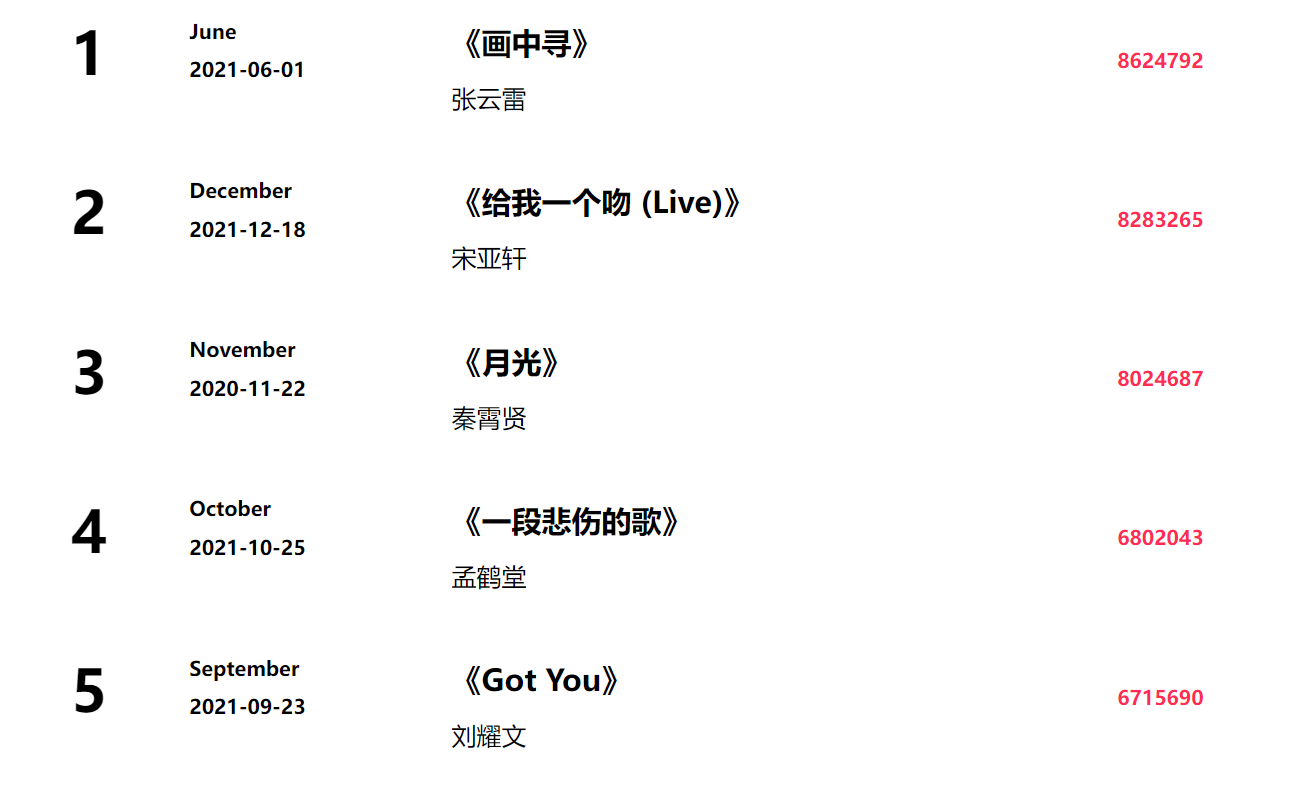 1
June
2021-06-01
《画中寻》
张云雷
8624792
2
December
2021-12-18
《给我一个吻 (Live)》
宋亚轩
8283265
3
November
2020-11-22
《月光》
秦霄贤
8024687
4
October
2021-10-25
《一段悲伤的歌》
孟鹤堂
6802043
5
September
2021-09-23
《Got You》
刘耀文
6715690